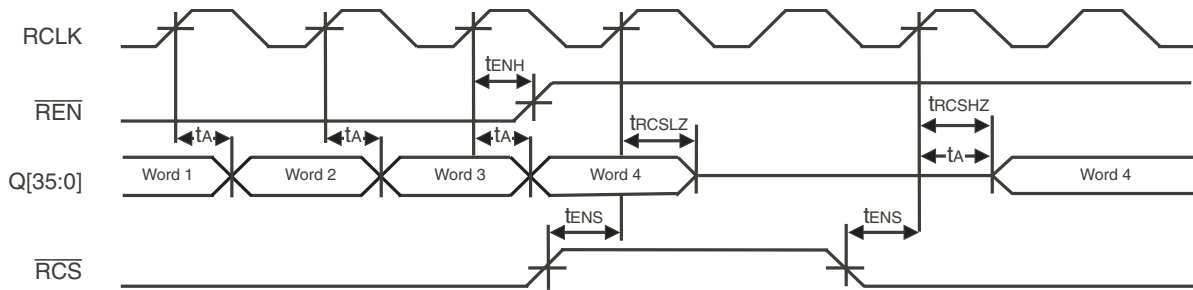 RCLK
tENH
REN
tRCSLZ
tRCSHZ
tA
tA
tA
tA
Q[35:0]
Word 1
Word 2
Word 3
Word 4
Word 4
tENS
tENS
RCS